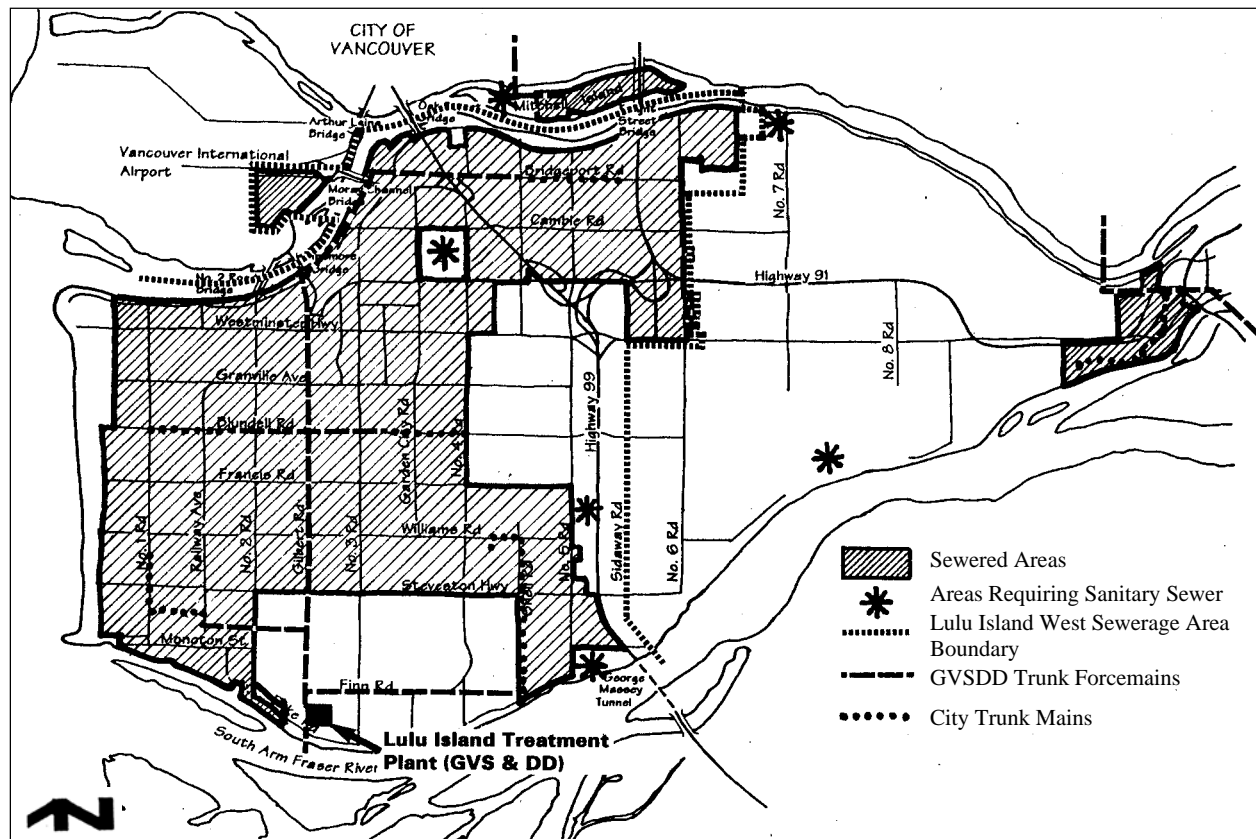 CITY OF
VANCOUVER
Arthur Laing
Bridge
Oak
Bridge
Mitchell
Island
Street
Bridge
Vancouver International
Airport
Bridgeport Rd
Moray Channel
Bridge
No. 7 Rd
Cambie Rd
No. 2 Road
Bridge
Bridge
Highway 91
Westminster Hwy
No. 8 Rd
Granville Ave
Highway 99
Blundell Rd
Garden City Rd
No. 4 Rd
Francis Rd
No. 1 Rd
Railway Ave
No. 2 Rd
Gilbert Rd
No. 3 Rd
Williams Rd
No. 5 Rd
Sidaway Rd
No. 6 Rd
Steveston Hwy
Shell Rd
Moncton St.
Finn Rd
George
Massey
Tunnel
Lulu Island Treatment
Plant (GVS & DD)
South Arm Fraser River
Sewered Areas
Areas Requiring Sanitary Sewer
Lulu Island West Sewerage Area
Boundary
GVSDD Trunk Forcemains
City Trunk Mains
N